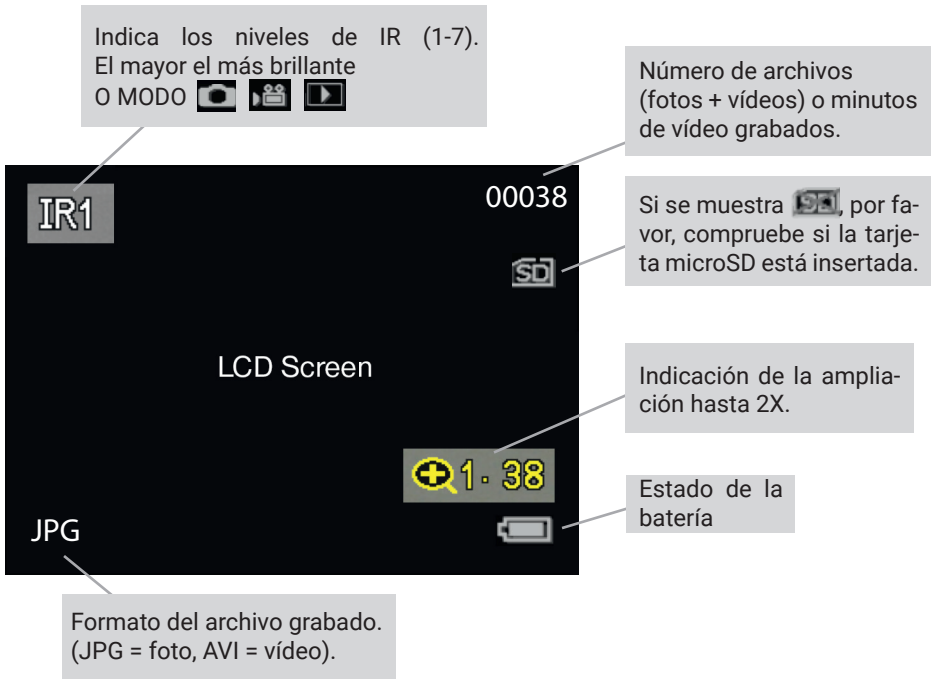 Indica los niveles de IR (1-7).
El mayor el más brillante
O MODO
Número de archivos
(fotos + vídeos) o minutos
de vídeo grabados.
IR1
00038
Si se muestra , por fa-
vor, compruebe si la tarje-
ta microSD está insertada.
SD
LCD Screen
Indicación de la amplia-
ción hasta 2X.
1.38
Estado de la
batería
JPG
Formato del archivo grabado.
(JPG = foto, AVI = vídeo).